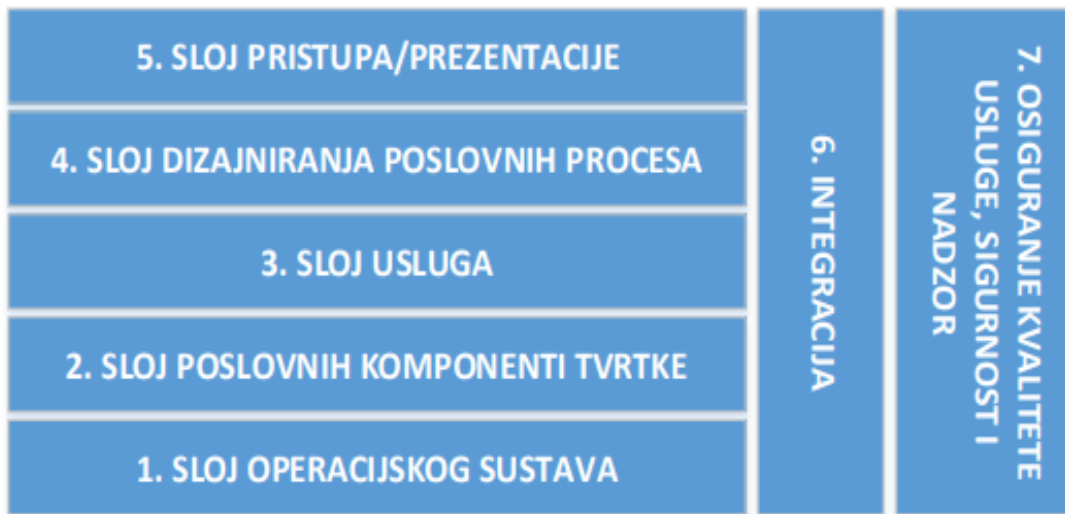 5. SLOJ PRISTUPA/PREZENTACIJE
4. SLOJ DIZAJNIRANJA POSLOVNIH PROCESA
3. SLOJ USLUGA
2. SLOJ POSLOVNIH KOMPONENTI TVRTKE
1. SLOJ OPERACIJSKOG SUSTAVA
6. INTEGRACIJA
7. OSIGURANJE KVALITETE
USLUGE, SIGURNOST I
NADZOR